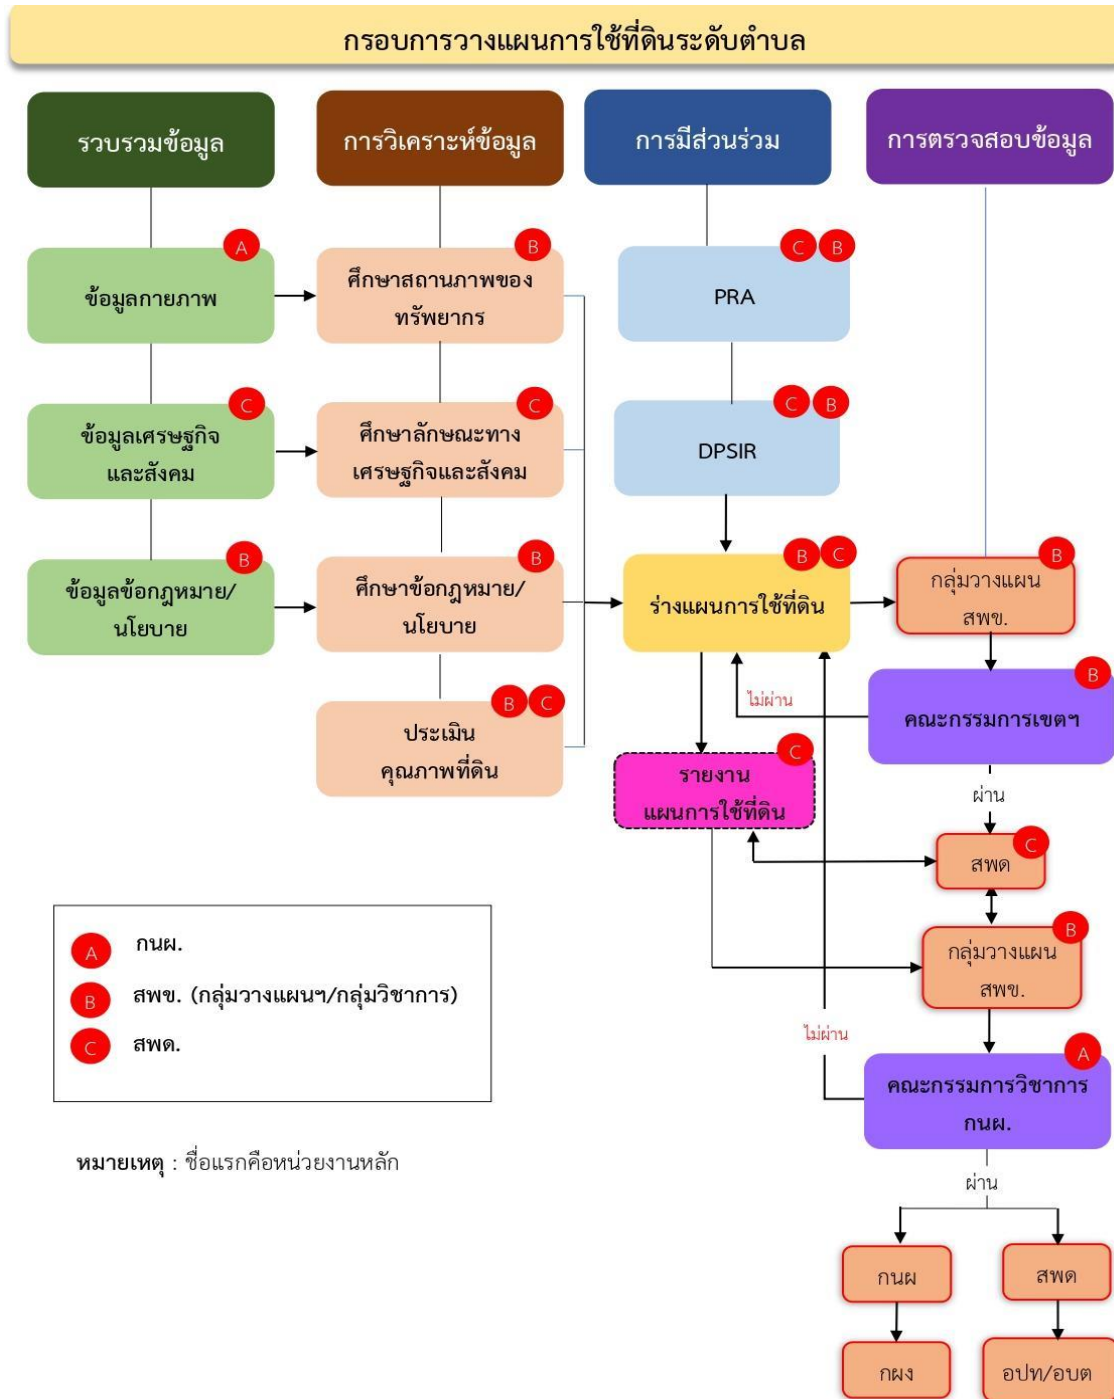 กรอบการวางแผนการใช้ที่ดินระดับตำบล
รวบรวมข้อมูล
การวิเคราะห์ข้อมูล
การมีส่วนร่วม
การตรวจสอบข้อมูล
A
ข้อมูลกายภาพ
B
ศึกษาสถานภาพของ
ทรัพยากร
C B
PRA
C
ข้อมูลเศรษฐกิจ
และสังคม
C
ศึกษาลักษณะทาง
เศรษฐกิจและสังคม
C B
DPSIR
B
ข้อมูลข้อกฎหมาย/
นโยบาย
B
ศึกษาข้อกฎหมาย/
นโยบาย
B C
ร่างแผนการใช้ที่ดิน
B
กลุ่มวางแผน
สพข.
B C
ประเมิน
คุณภาพที่ดิน
ไม่ผ่าน
B
คณะกรรมการเขตฯ
C
รายงาน
แผนการใช้ที่ดิน
ผ่าน
C
สพด
B
กลุ่มวางแผน
สพข.
A กนผ.
B สพข. (กลุ่มวางแผนฯ/กลุ่มวิชาการ)
C สพด.
ไม่ผ่าน
A
คณะกรรมการวิชาการ
กนผ.
หมายเหตุ : ชื่อแรกคือหน่วยงานหลัก
ผ่าน
กนผ
สพด
กผง
อปท/อบต